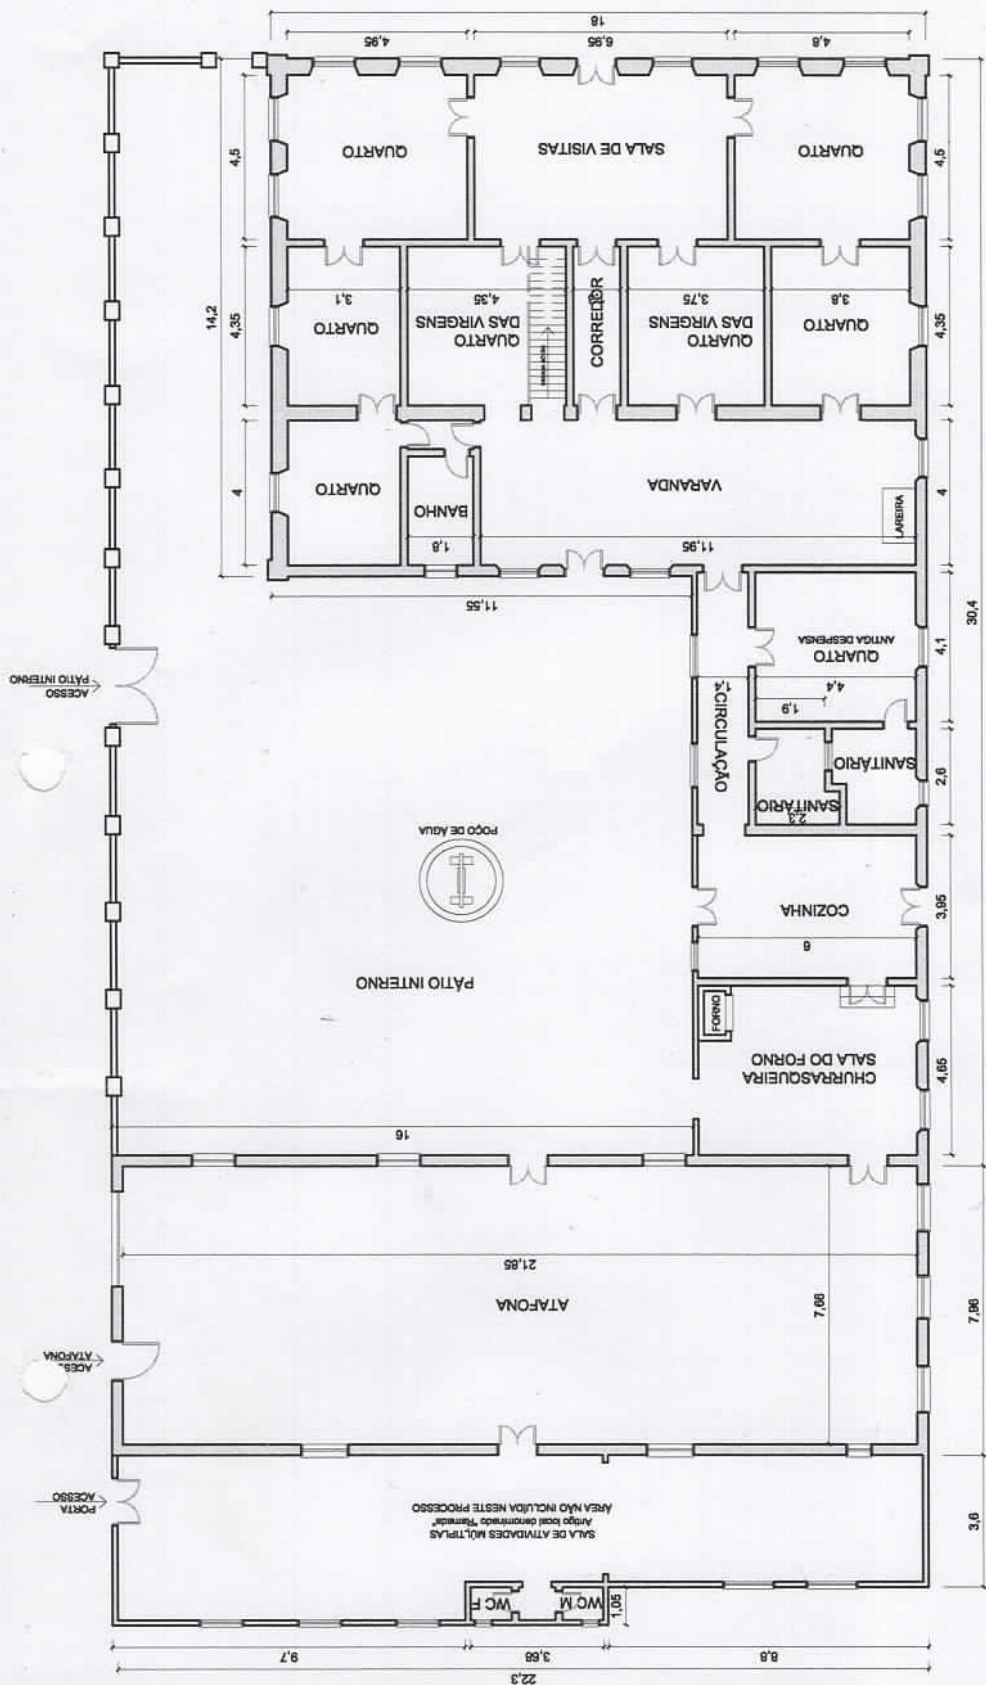 18
4,95
6,95
4,8
QUARTO
SALA DE VISITAS
QUARTO
4,5
4,5
14,2
3,1
4,35
3,75
3,8
QUARTO
QUARTO
DAS VIRGENS
CORREDOR
QUARTO
DAS VIRGENS
QUARTO
4,35
4,35
QUARTO
BANHO
1,8
VARANDA
11,95
LAREIRA
4
4
11,55
30,4
ACESSO
PÁTIO INTERNO
QUARTO
ANTIGA DESPENSA
4,4
1,9
1,4
4,1
CIRCULAÇÃO
SANITÁRIO
SANITÁRIO
2,3
2,6
POÇO DE ÁGUA
COZINHA
6
3,95
PÁTIO INTERNO
FORNO
CHURRASQUEIRA
SALA DO FORNO
4,65
16
21,85
ATAFONA
7,66
7,96
ACES
ATAFONA
PORTA
ACESSO
SALA DE ATIVIDADES MÚLTIPLAS
Antigo local denominado "Ramada"
ÁREA NÃO INCLUÍDA NESTE PROCESSO
3,6
WC F
WC M
1,05
9,7
3,68
8,8
22,3